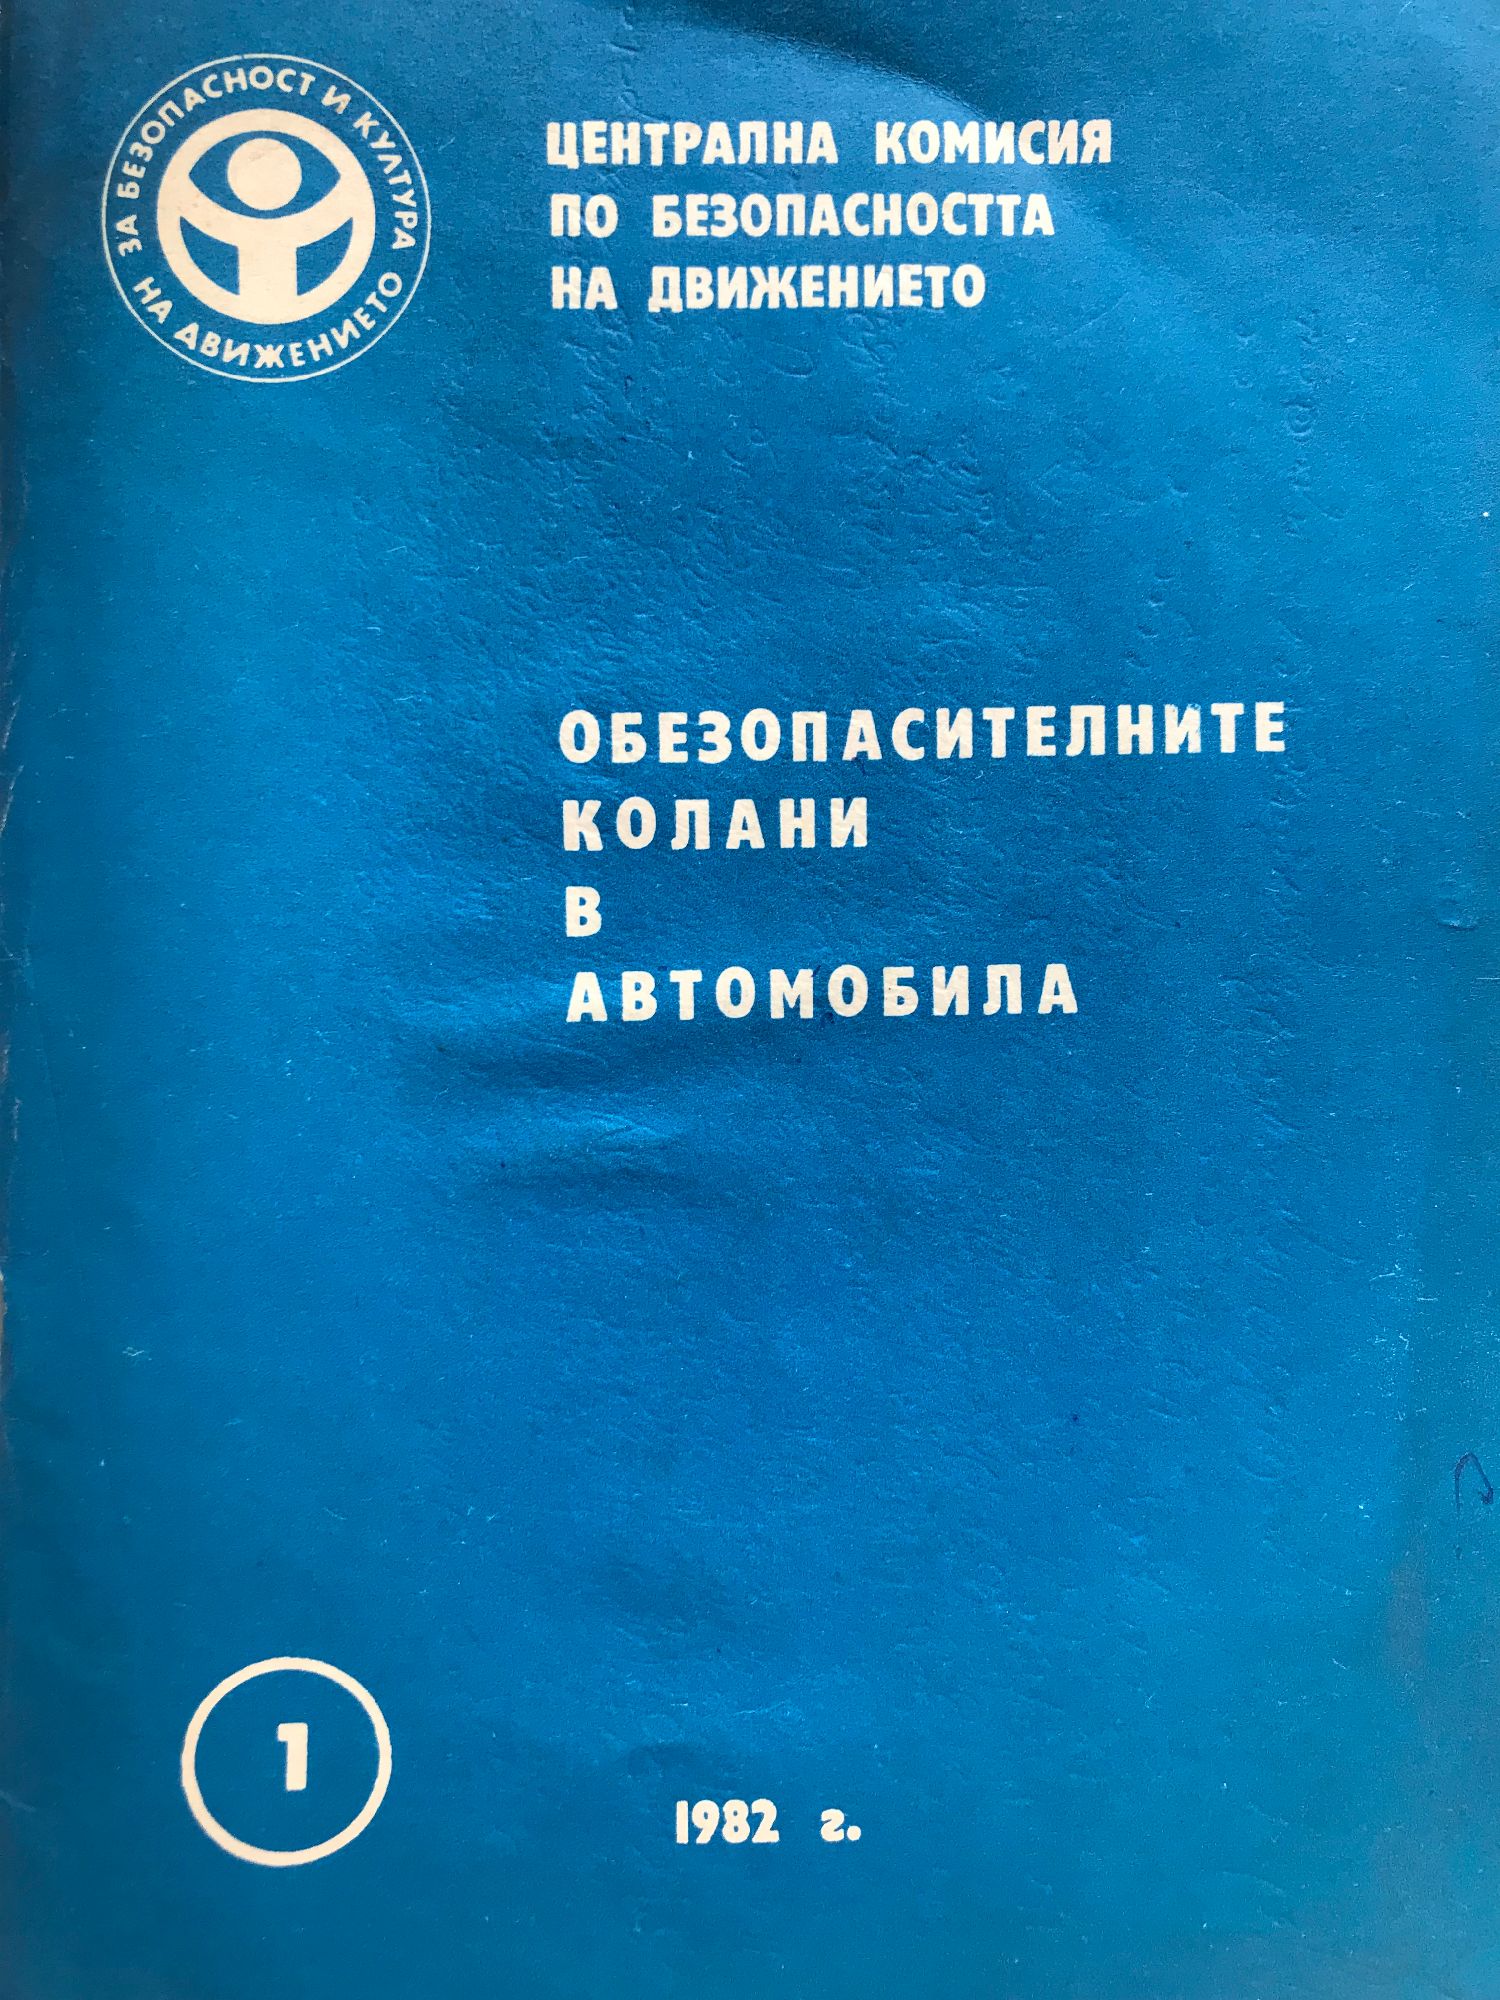 ЗА БЕЗОПАСНОСТ И КУЛТУРА
НА ДВИЖЕНИЕТО
ЦЕНТРАЛНА КОМИСИЯ
ПО БЕЗОПАСНОСТТА
НА ДВИЖЕНИЕТО
ОБЕЗОПАСИТЕЛНИТЕ
КОЛАНИ
В
АВТОМОБИЛА
1
1982 г.